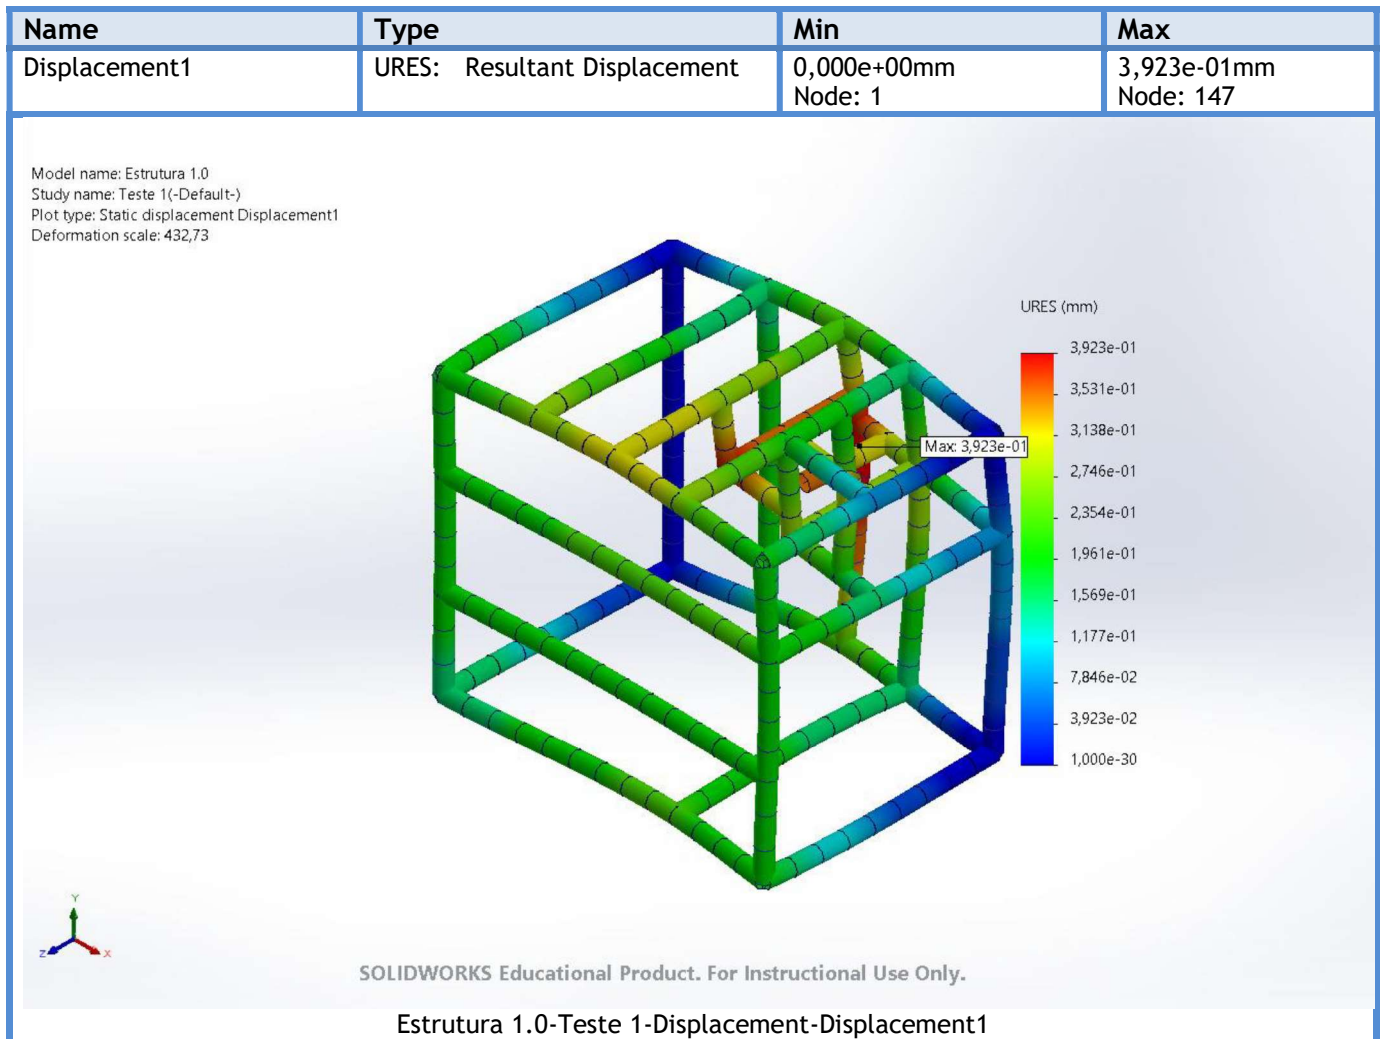 Name Type Min Max
Displacement1 URES: Resultant Displacement 0,000e+00mm 3,923e-01mm
Node: 1 Node: 147
Model name: Estrutura 1.0
Study name: Teste 1(-Default-)
Plot type: Static displacement Displacement1
Deformation scale: 432,73
URES (mm)
3,923e-01
3,531e-01
3,138e-01
2,746e-01
2,354e-01
1,961e-01
1,569e-01
1,177e-01
7,846e-02
3,923e-02
1,000e-30
Max: 3,923e-01
Y
Z X
SOLIDWORKS Educational Product. For Instructional Use Only.
Estrutura 1.0-Teste 1-Displacement-Displacement1